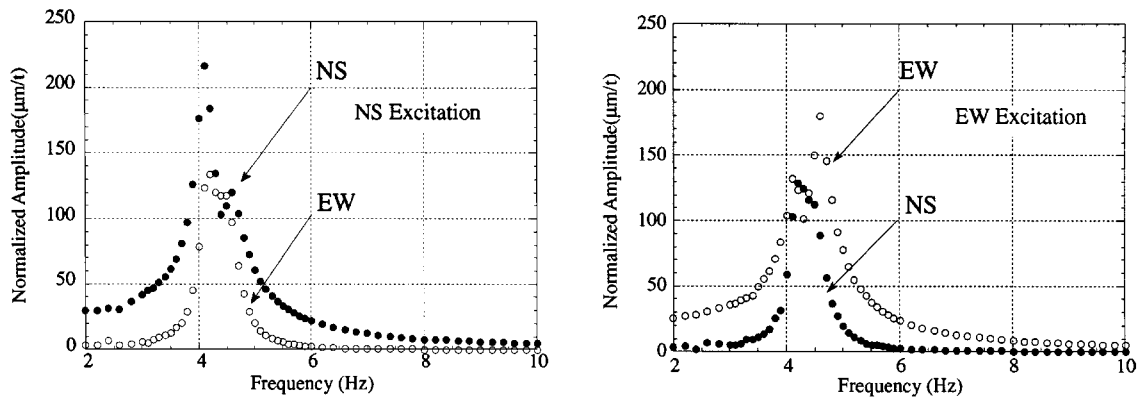 250
200
150
100
50
0
Normalized Amplitude(μm/t)
NS
NS Excitation
EW
2 4 6 8 10
Frequency (Hz)
250
200
150
100
50
0
Normalized Amplitude(μm/t)
EW
EW Excitation
NS
2 4 6 8 10
Frequency (Hz)